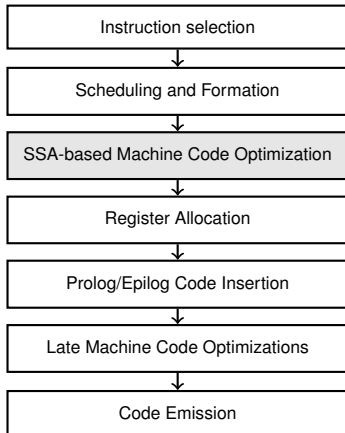 Instruction selection
Scheduling and Formation
SSA-based Machine Code Optimization
Register Allocation
Prolog/Epilog Code Insertion
Late Machine Code Optimizations
Code Emission